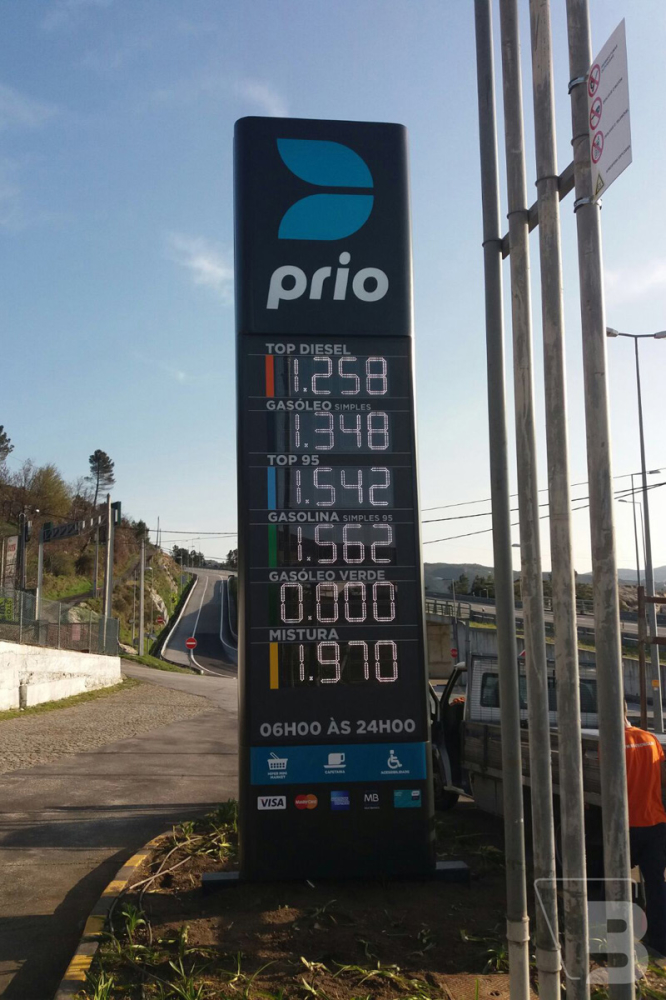 prio
TOP DIESEL
1.258
GASÓLEO SIMPLES
1.348
TOP 95
1.542
GASOLINA SIMPLES 95
1.562
GASÓLEO VERDE
0.000
MISTURA
1.970
06H00 ÀS 24H00
CAFETARIA
VISA
MB
B